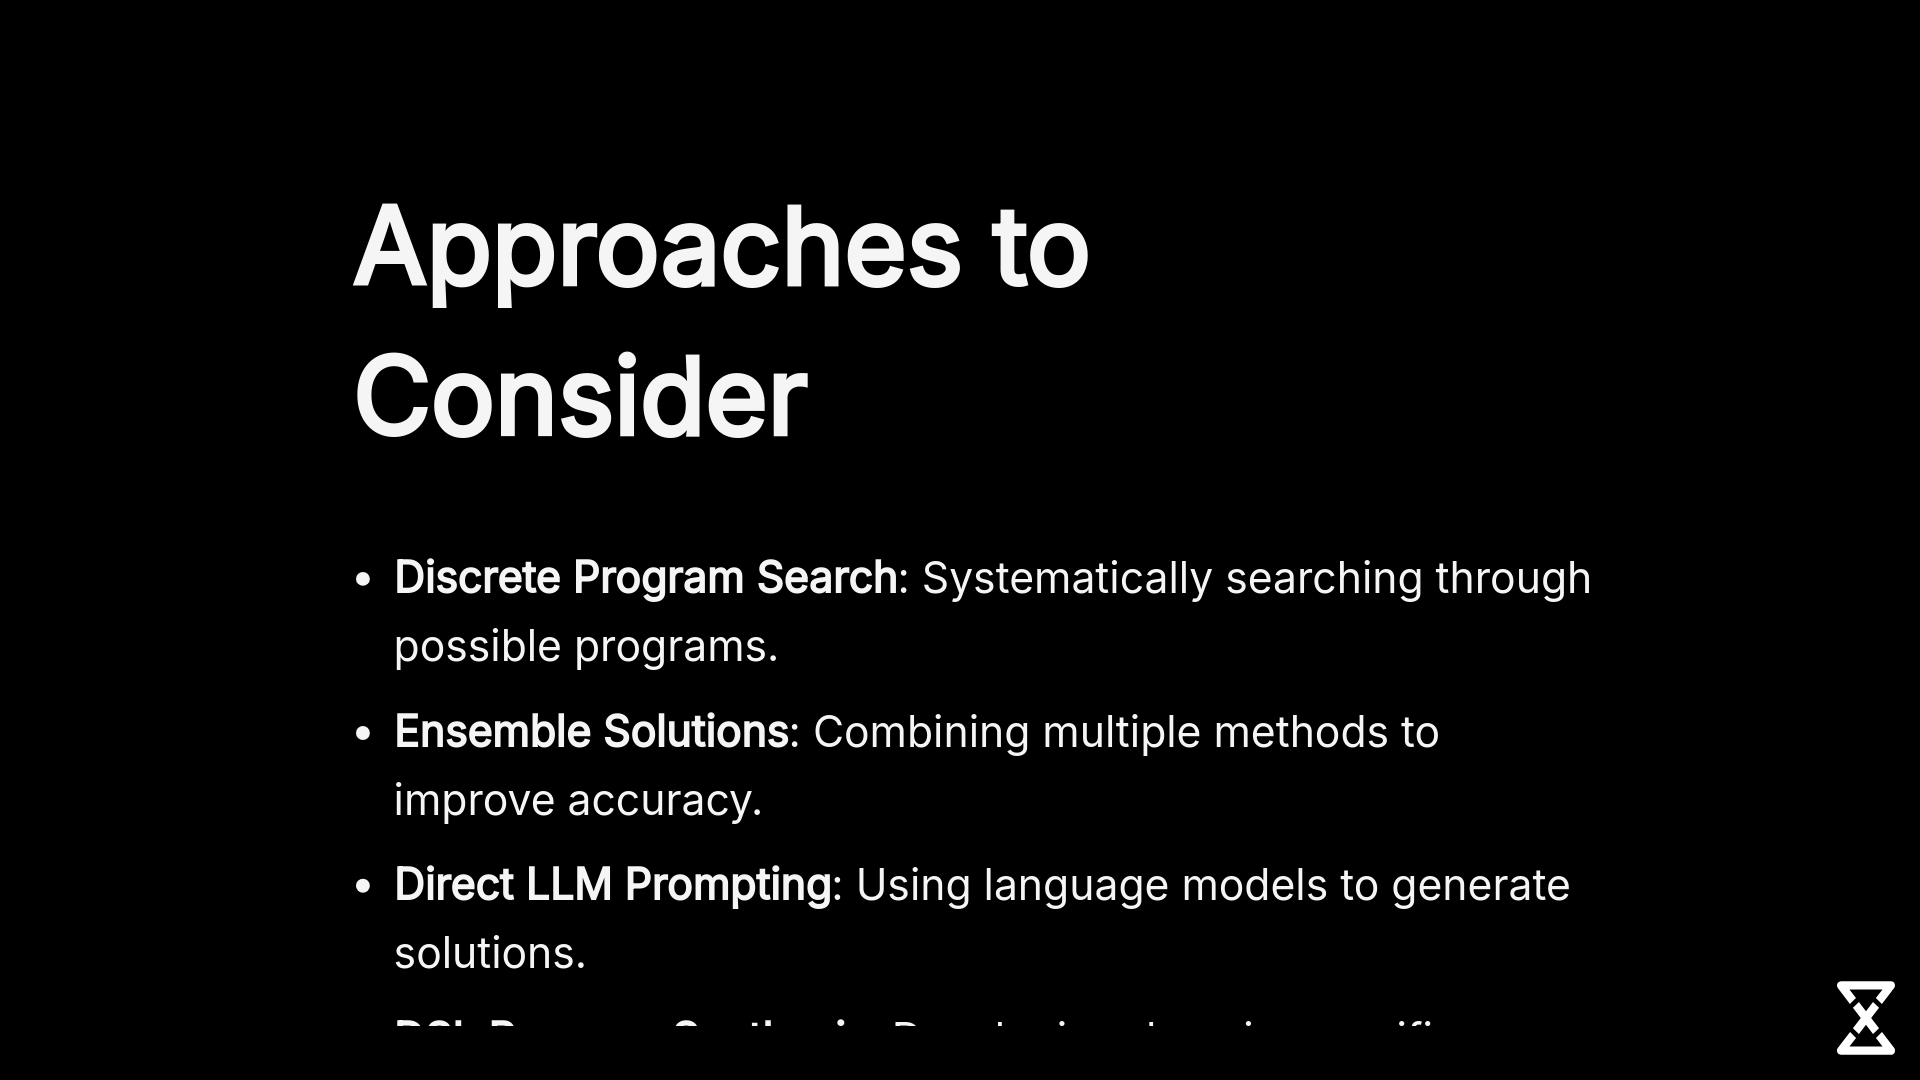 Approaches to
Consider
• Discrete Program Search: Systematically searching through
possible programs.
• Ensemble Solutions: Combining multiple methods to
improve accuracy.
• Direct LLM Prompting: Using language models to generate
solutions.